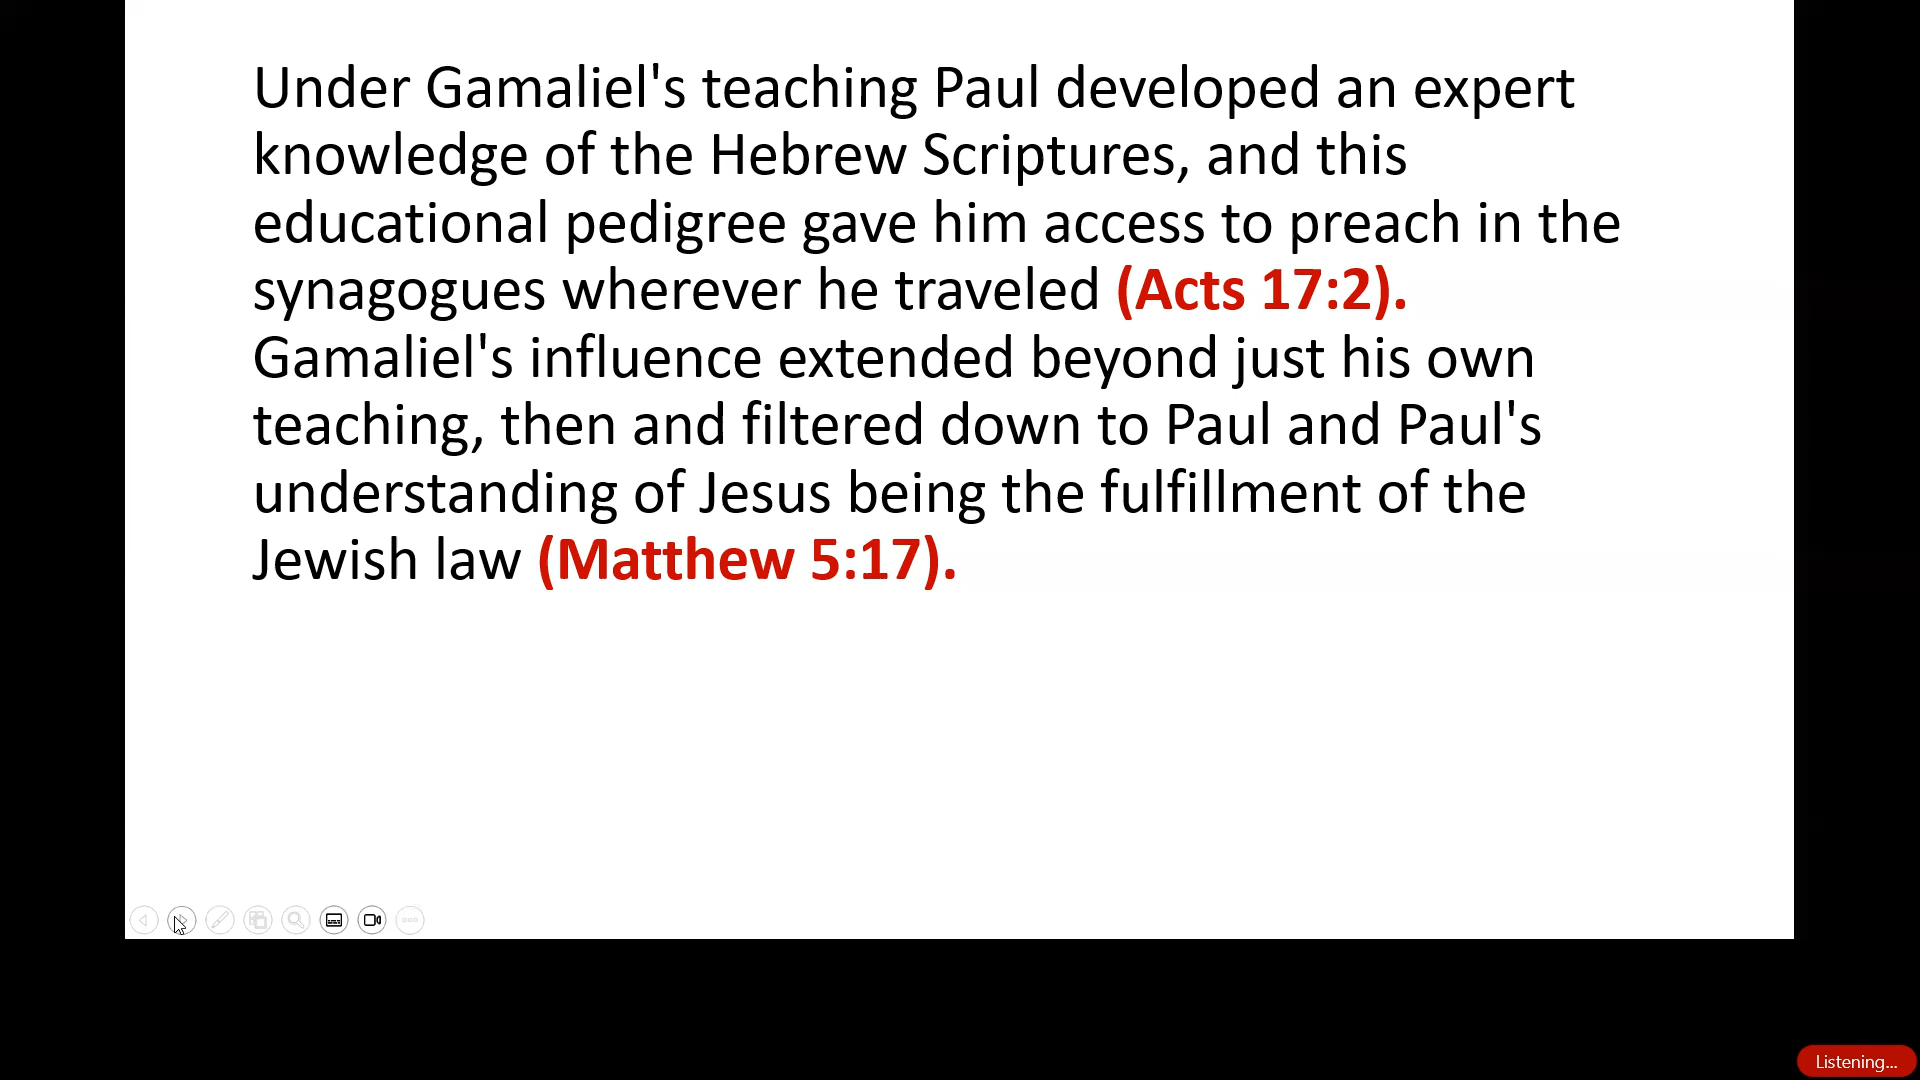 Under Gamaliel's teaching Paul developed an expert
knowledge of the Hebrew Scriptures, and this
educational pedigree gave him access to preach in the
synagogues wherever he traveled (Acts 17:2).
Gamaliel's influence extended beyond just his own
teaching, then and filtered down to Paul and Paul's
understanding of Jesus being the fulfillment of the
Jewish law (Matthew 5:17).
Listening...